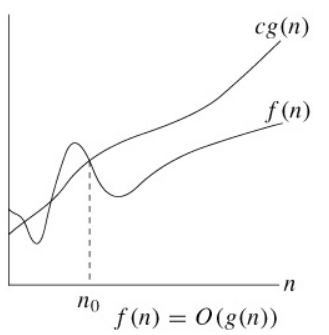 cg(n)
f(n)
n
n₀
f(n) = O(g(n))